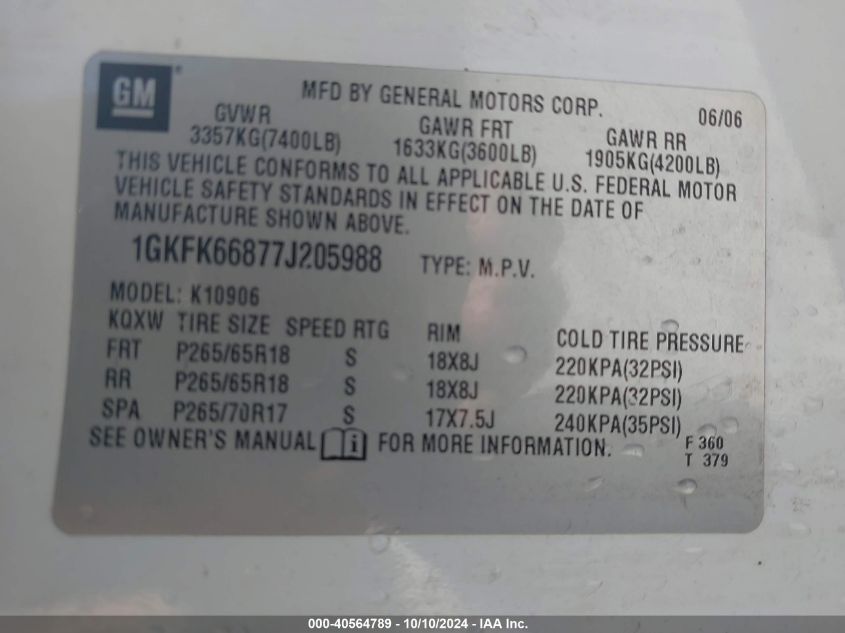 GM ®
MFD BY GENERAL MOTORS CORP. 06/06
GVWR GAWR FRT GAWR RR
3357KG(7400LB) 1633KG(3600LB) 1905KG(4200LB)
THIS VEHICLE CONFORMS TO ALL APPLICABLE U.S. FEDERAL MOTOR
VEHICLE SAFETY STANDARDS IN EFFECT ON THE DATE OF
MANUFACTURE SHOWN ABOVE.
1GKFK66877J205988 TYPE: M.P.V.
MODEL: K10906
KQXW TIRE SIZE SPEED RTG RIM COLD TIRE PRESSURE
FRT P265/65R18 S 18X8J 220KPA(32PSI)
RR P265/65R18 S 18X8J 220KPA(32PSI)
SPA P265/70R17 S 17X7.5J 240KPA(35PSI)
SEE OWNER'S MANUAL i FOR MORE INFORMATION. F 360
T 379
000-40564789 - 10/10/2024 - IAA Inc.